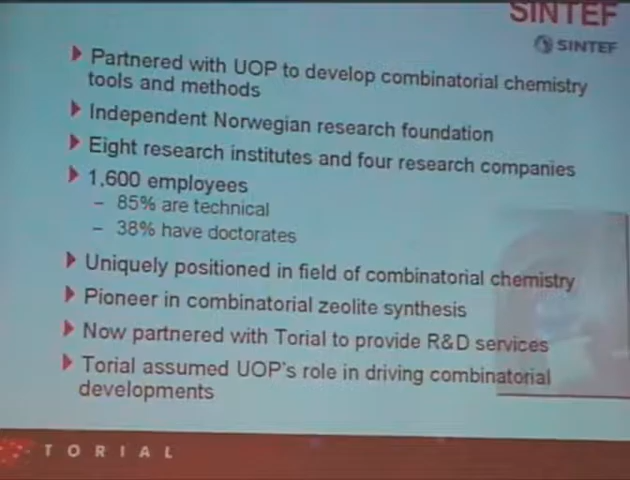 SINTEF
SINTEF
Partnered with UOP to develop combinatorial chemistry
tools and methods
Independent Norwegian research foundation
Eight research institutes and four research companies
1,600 employees
– 85% are technical
– 38% have doctorates
Uniquely positioned in field of combinatorial chemistry
Pioneer in combinatorial zeolite synthesis
Now partnered with Torial to provide R&D services
Torial assumed UOP's role in driving combinatorial
developments
TORIAL